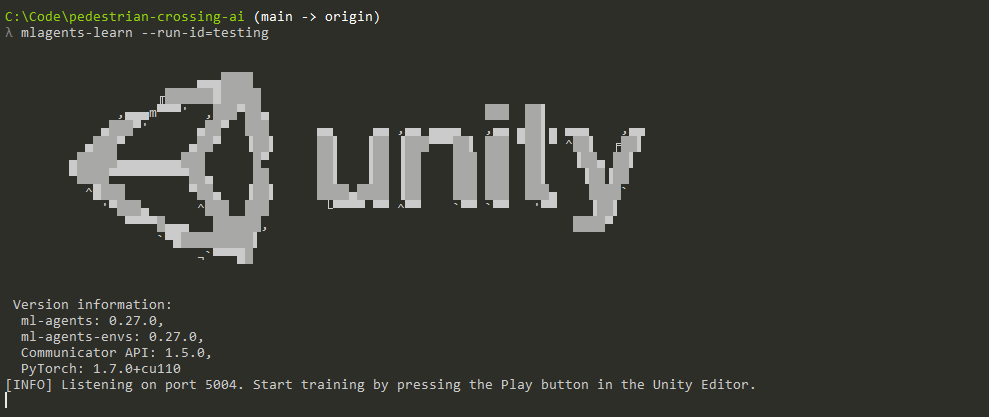 C:\Code\pedestrian-crossing-ai (main -> origin)
λ mlagents-learn --run-id=testing
unity
Version information:
ml-agents: 0.27.0,
ml-agents-envs: 0.27.0,
Communicator API: 1.5.0,
PyTorch: 1.7.0+cu110
[INFO] Listening on port 5004. Start training by pressing the Play button in the Unity Editor.